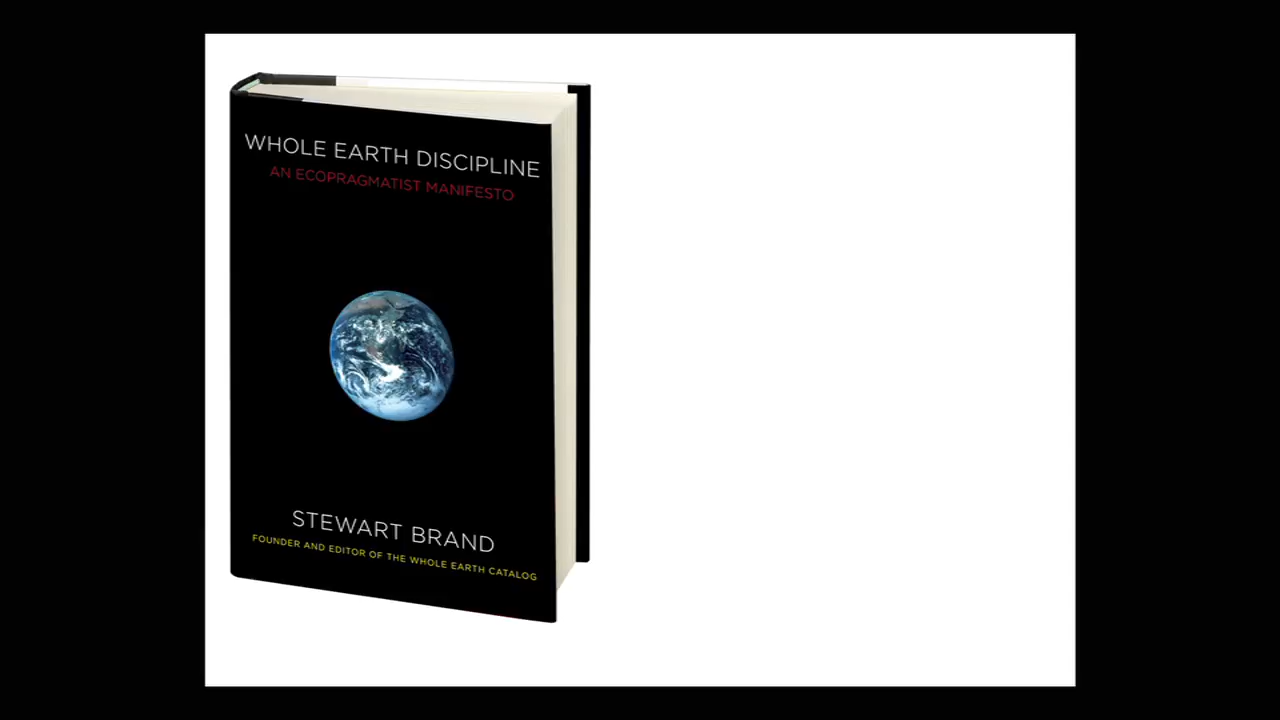 WHOLE EARTH DISCIPLINE
AN ECOPRAGMATIST MANIFESTO
STEWART BRAND
FOUNDER AND EDITOR OF THE WHOLE EARTH CATALOG